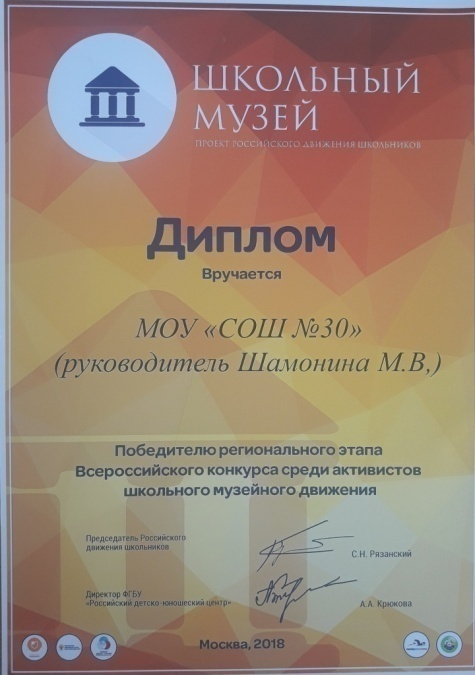 ШКОЛЬНЫЙ
МУЗЕЙ
ПРОЕКТ РОССИЙСКОГО ДВИЖЕНИЯ ШКОЛЬНИКОВ
Диплом
Вручается
МОУ «СОШ №30»
(руководитель Шамонина М.В,)
Победителю регионального этапа
Всероссийского конкурса среди активистов
школьного музейного движения
Председатель Российского
движения школьников
С.Н. Рязанский
Директор ФГБУ
«Российский детско-юношеский центр»
А.А. Крюкова
Москва, 2018